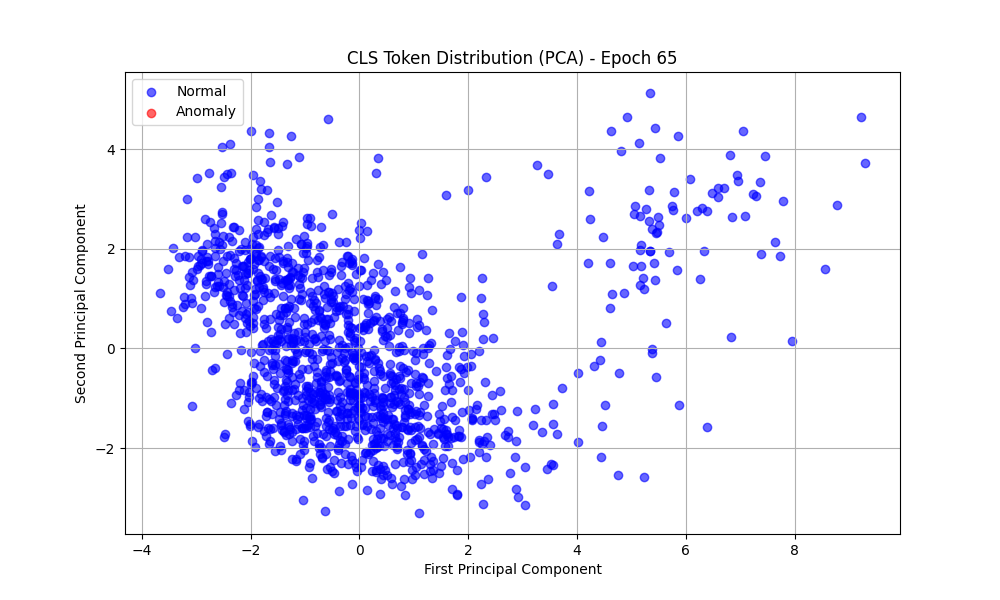 CLS Token Distribution (PCA) - Epoch 65
Normal
Anomaly
Second Principal Component
4
2
0
−2
−4
−2
0
2
4
6
8
First Principal Component